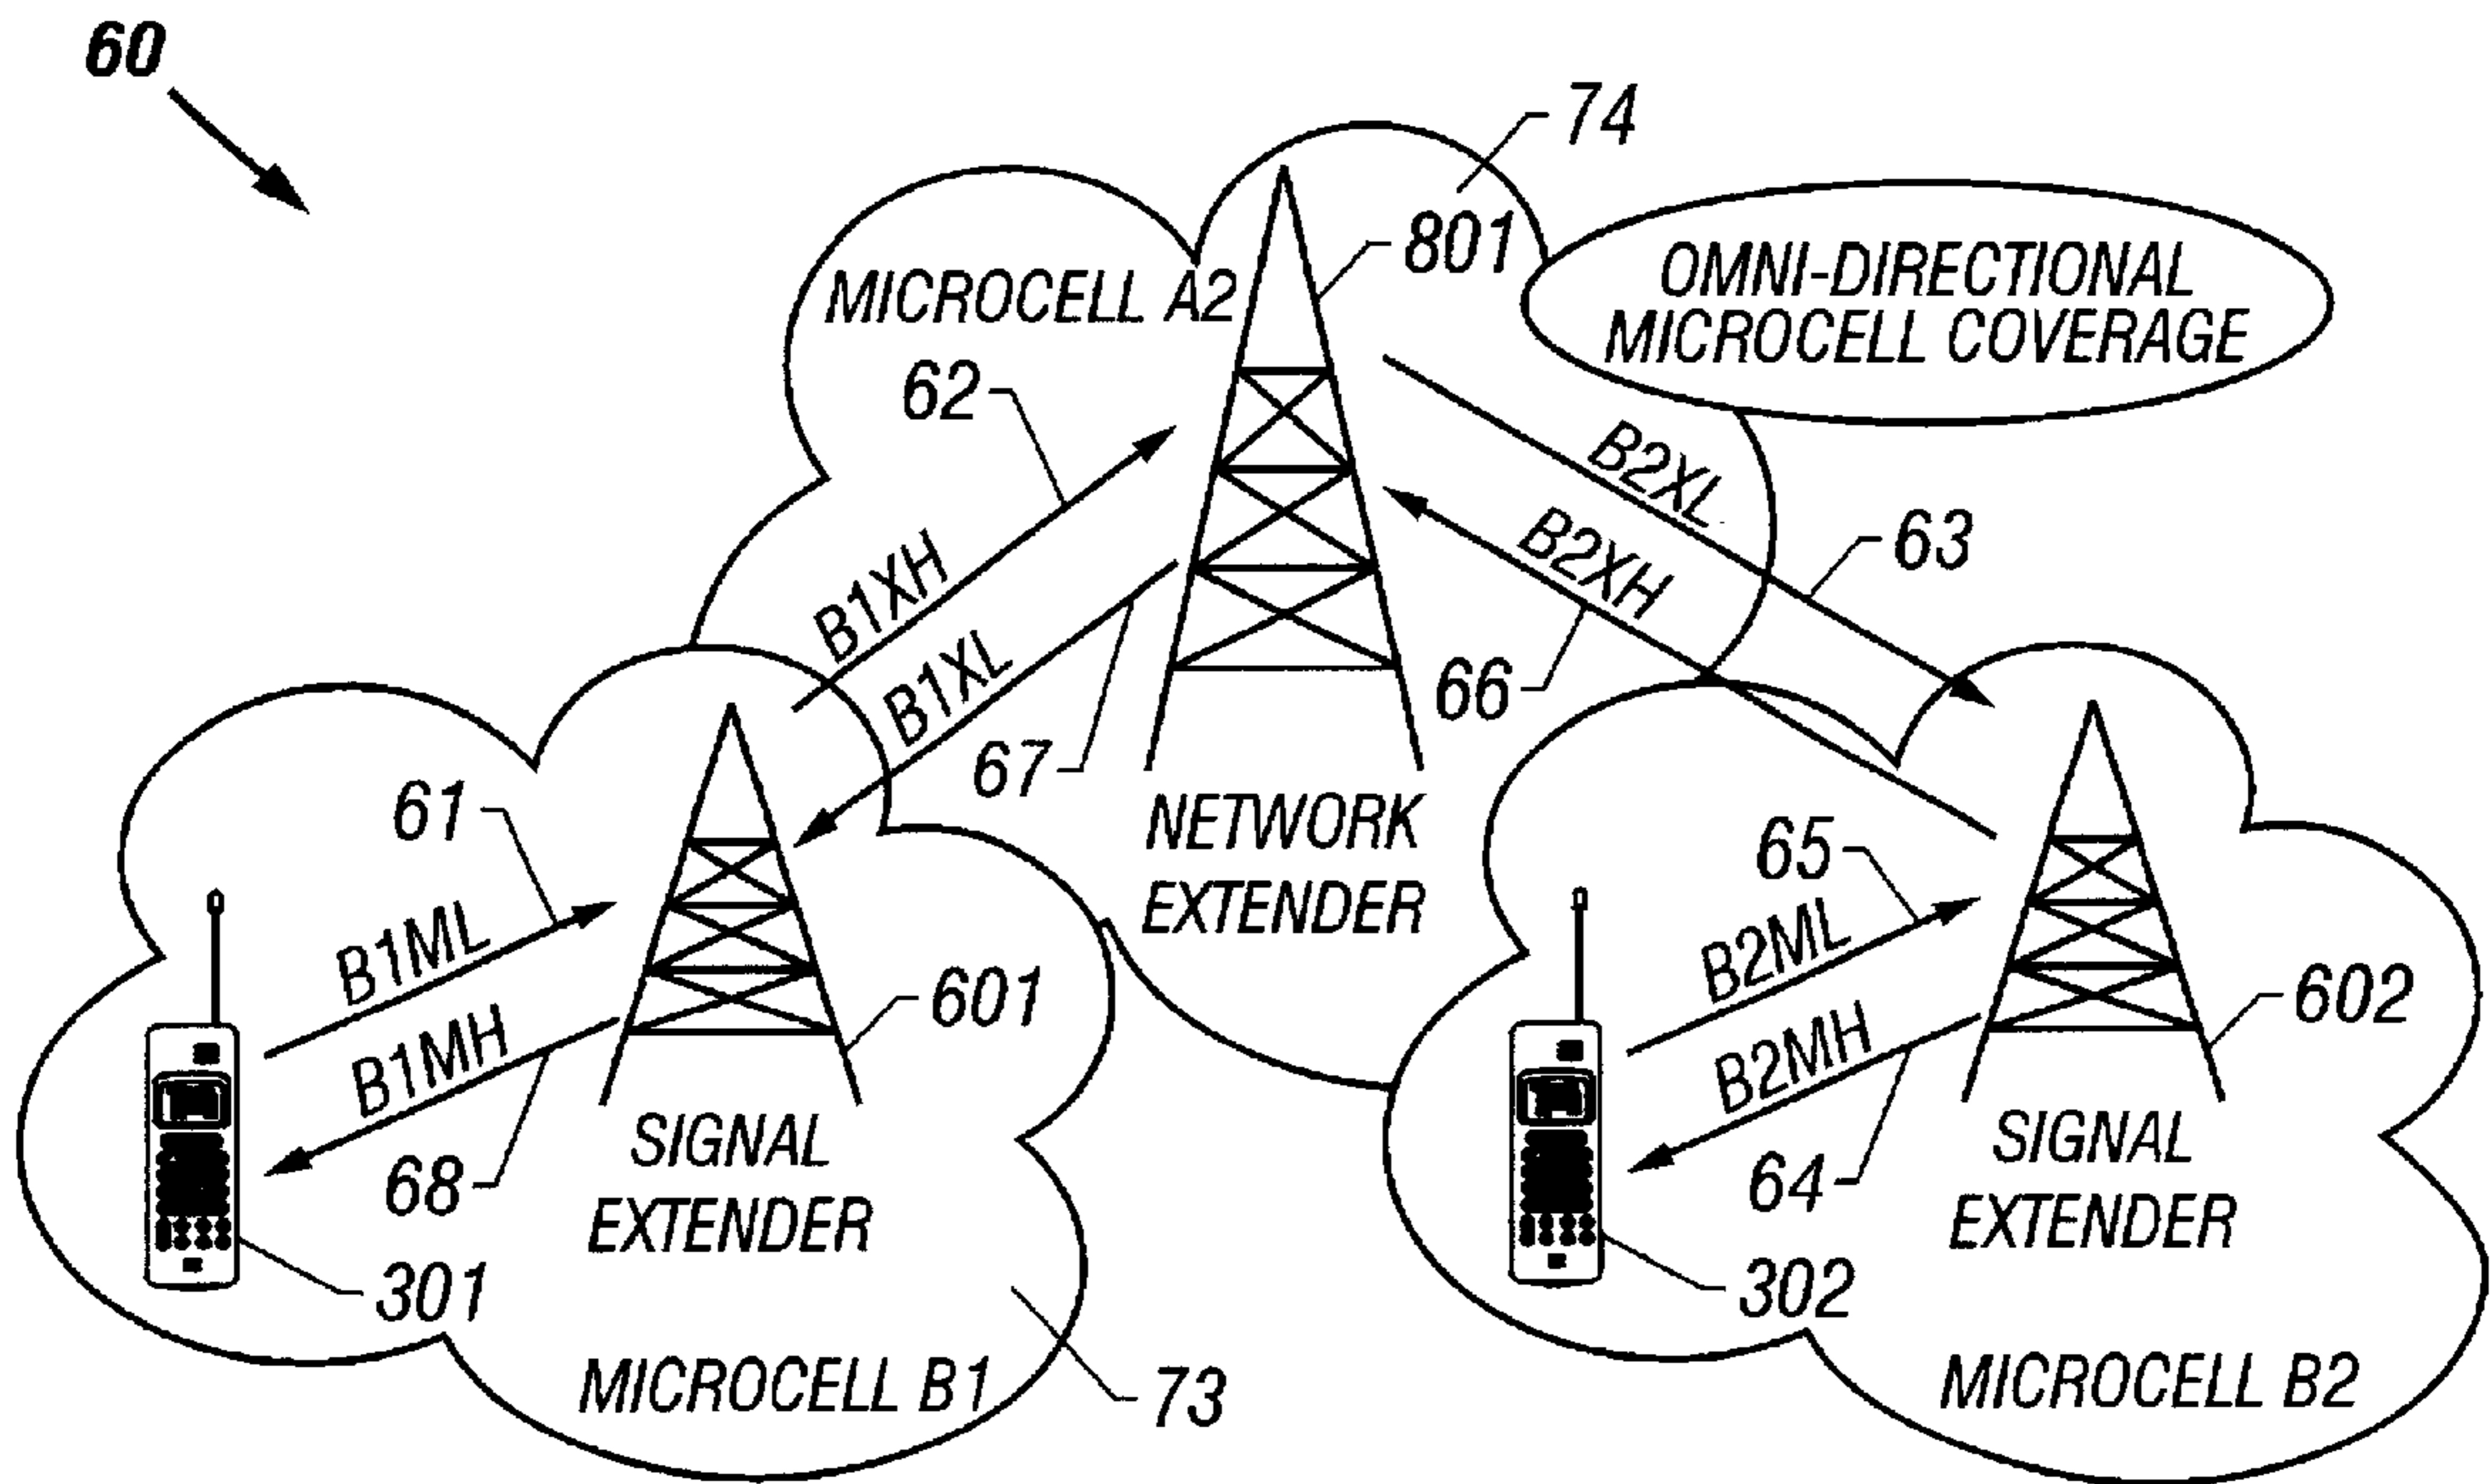 60
74
801
MICROCELL A2
OMNI-DIRECTIONAL
MICROCELL COVERAGE
62
B2XL
63
B2XH
B1XH
B1XL
66
67
61
NETWORK
EXTENDER
65
B1ML
B2ML
601
602
B1MH
B2MH
68
SIGNAL
EXTENDER
64
SIGNAL
EXTENDER
301
302
MICROCELL B1
73
MICROCELL B2